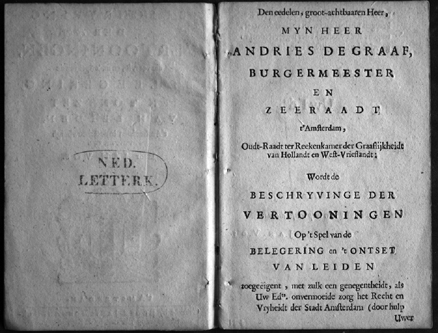 NED.
LETTERK.
Den eedelen, groot-achtbaaren Heer,
MYN HEER
ANDRIES DE GRAAF,
BURGERMEESTER
EN
ZEERAADT
t'Amsterdam,
Oudt-Raadt ter Reekenkamer der Graaflijkheidt
van Hollandt en West-Vrieslandt;
Wordt de
BESCHRYVINGE DER
VERTOONINGEN
Op 't Spel van de
BELEGERING en 't ONTSET
VAN LEIDEN
toegeëigent, met zulk een genegentheidt, als
Uw Edts. onvermoeide zorg het Recht en
Vryheidt der Stadt Amsterdam (door hulp
Uwer